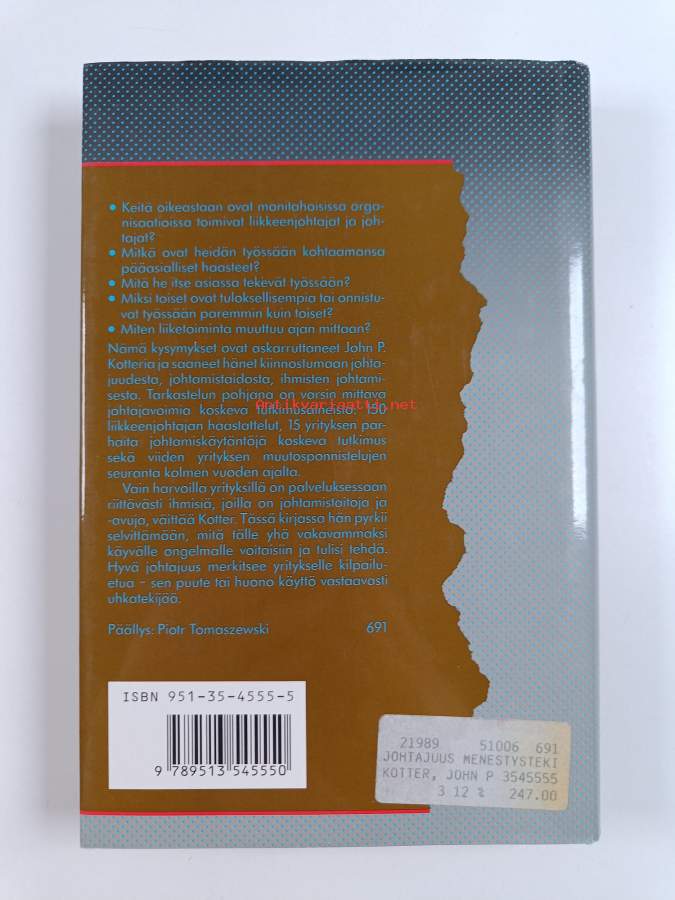 • Keitä oikeastaan ovat monitahoisissa orga-
nisaatioissa toimivat liikkeenjohtajat ja joh-
tajat?
• Mitkä ovat heidän työssään kohtaamansa
pääasialliset haasteet?
• Mitä he itse asiassa tekevät työssään?
• Miksi toiset ovat tuloksellisempia tai onnistu-
vat työssään paremmin kuin toiset?
• Miten liiketoiminta muuttuu ajan mittaan?
Nämä kysymykset ovat askarruttaneet John P.
Kotteria ja saaneet hänet kiinnostumaan johta-
juudesta, johtamistaidosta, ihmisten johtami-
sesta. Tarkastelun pohjana on varsin mittava
johtajavoimia koskeva tutkimusaineisto: 150
Antikvariaatti.net
liikkeenjohtajan haastattelut, 15 yrityksen par-
haita johtamiskäytäntöjä koskeva tutkimus
sekä viiden yrityksen muutosponnistelujen
seuranta kolmen vuoden ajalta.
Vain harvoilla yrityksillä on palveluksessaan
riittävästi ihmisiä, joilla on johtamistaitoja ja
-avuja, väittää Kotter. Tässä kirjassa hän pyrkii
selvittämään, mitä tälle yhä vakavammaksi
käyvälle ongelmalle voitaisiin ja tulisi tehdä.
Hyvä johtajuus merkitsee yritykselle kilpailu-
etua – sen puute tai huono käyttö vastaavasti
uhkatekijää.
Päällys: Piotr Tomaszewski 691
ISBN 951-35-4555-5
9 789513 545550
21989 51006 691
JOHTAJUUS MENESTYSTEKI
KOTTER, JOHN P 3545555
3 12 % 247.00